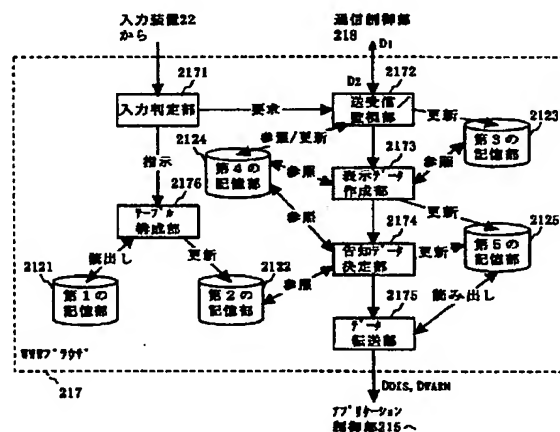 入力装置22
から
通信制御部
218
D1
D2
2171
入力判定部
要求
2172
送受信/
監視部
更新
2123
第3の
記憶部
参照/更新
2124
第4の
記憶部
参照
2173
表示データ
作成部
参照
指示
2176
テーブル
構成部
参照
更新
2174
告知データ
決定部
更新
2125
第5の
記憶部
読出し
更新
2121
第1の
記憶部
2122
第2の
記憶部
参照
2175
データ
転送部
読み出し
WWWブラウザ
217
DDIS, DWARN
アプリケーション
制御部215へ